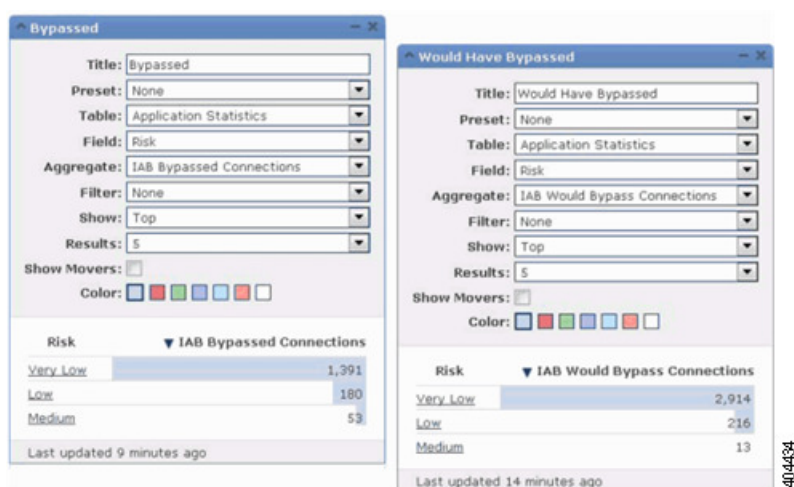 Bypassed
Title: Bypassed
Preset: None
Table: Application Statistics
Field: Risk
Aggregate: IAB Bypassed Connections
Filter: None
Show: Top
Results: 5
Show Movers:
Color:
Risk IAB Bypassed Connections
Very Low 1,391
Low 180
Medium 53
Last updated 9 minutes ago
Would Have Bypassed
Title: Would Have Bypassed
Preset: None
Table: Application Statistics
Field: Risk
Aggregate: IAB Would Bypass Connections
Filter: None
Show: Top
Results: 5
Show Movers:
Color:
Risk IAB Would Bypass Connections
Very Low 2,914
Low 216
Medium 13
Last updated 14 minutes ago
404434